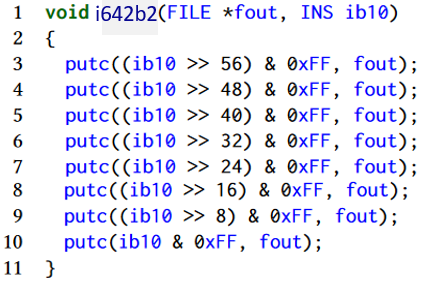 1 void i642b2(FILE *fout, INS ib10)
2 {
3 putc((ib10 >> 56) & 0xFF, fout);
4 putc((ib10 >> 48) & 0xFF, fout);
5 putc((ib10 >> 40) & 0xFF, fout);
6 putc((ib10 >> 32) & 0xFF, fout);
7 putc((ib10 >> 24) & 0xFF, fout);
8 putc((ib10 >> 16) & 0xFF, fout);
9 putc((ib10 >> 8) & 0xFF, fout);
10 putc(ib10 & 0xFF, fout);
11 }